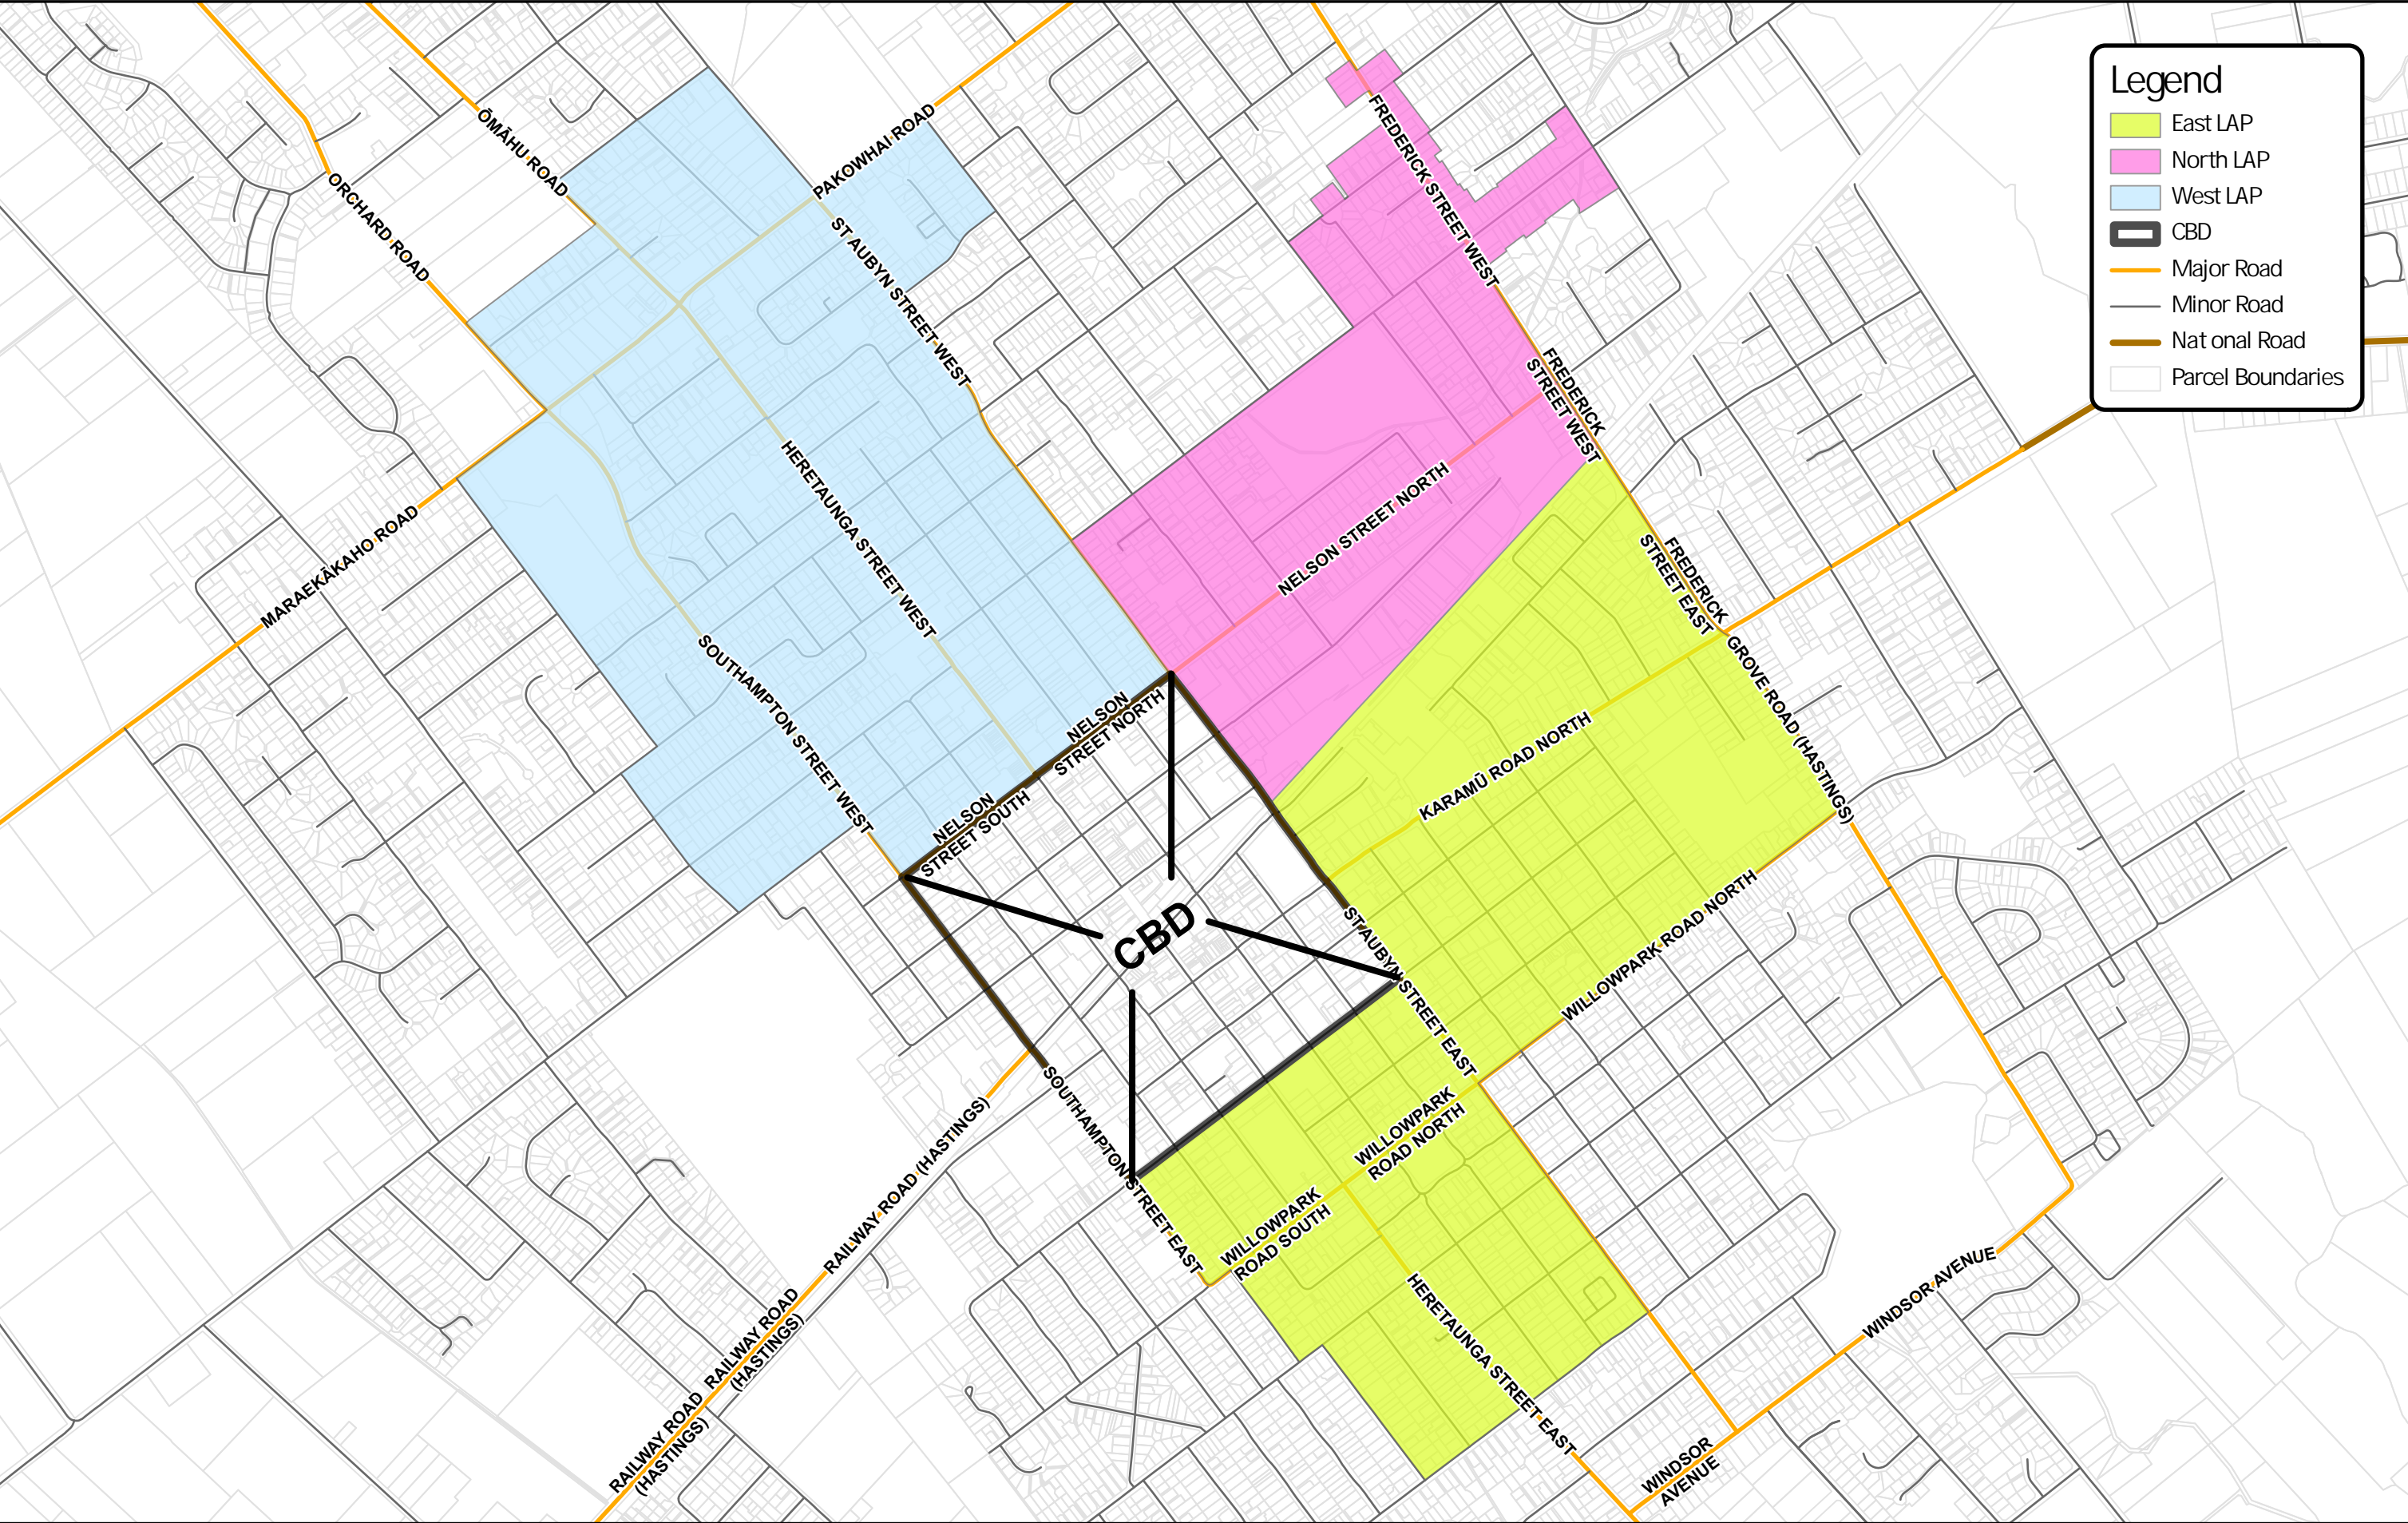 Legend
East LAP
North LAP
West LAP
CBD
Major Road
Minor Road
Nat onal Road
Parcel Boundaries
ŌMĀHU ROAD
PAKOWHAI ROAD
FREDERICK STREET WEST
ORCHARD ROAD
ST AUBYN STREET WEST
FREDERICK
STREET WEST
HERETAUNGA STREET WEST
NELSON STREET NORTH
MARAEKĀKAHO ROAD
FREDERICK
STREET EAST
SOUTHAMPTON STREET WEST
GROVE ROAD (HASTINGS)
NELSON
STREET NORTH
KARAMŪ ROAD NORTH
NELSON
STREET SOUTH
CBD
ST AUBYN STREET EAST
WILLOWPARK ROAD NORTH
SOUTHAMPTON STREET EAST
WILLOWPARK
ROAD NORTH
RAILWAY ROAD (HASTINGS)
WILLOWPARK
ROAD SOUTH
WINDSOR AVENUE
HERETAUNGA STREET EAST
RAILWAY ROAD
(HASTINGS)
RAILWAY ROAD
(HASTINGS)
WINDSOR
AVENUE